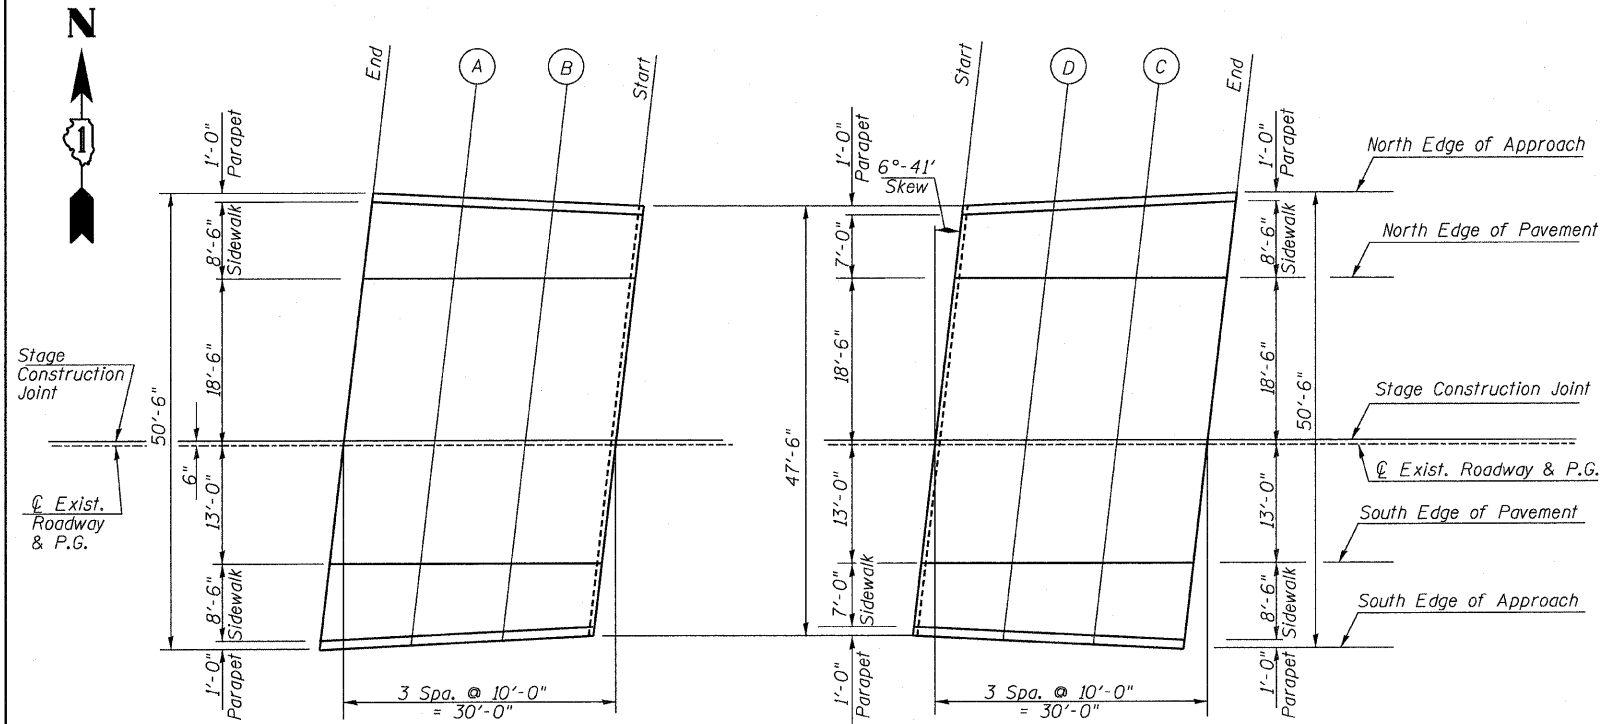 N
1
End
A
B
Start
1'-0"
Parapet
8'-6"
Sidewalk
18'-6"
50'-6"
6"
13'-0"
8'-6"
Sidewalk
1'-0"
Parapet
Stage
Construction
Joint
℄ Exist.
Roadway
& P.G.
3 Spa. @ 10'-0"
= 30'-0"
Start
D
C
End
1'-0"
Parapet
6°-41'
Skew
7'-0"
18'-6"
47'-6"
13'-0"
7'-0"
Sidewalk
1'-0"
Parapet
3 Spa. @ 10'-0"
= 30'-0"
1'-0"
Parapet
8'-6"
Sidewalk
18'-6"
50'-6"
13'-0"
8'-6"
Sidewalk
1'-0"
Parapet
North Edge of Approach
North Edge of Pavement
Stage Construction Joint
℄ Exist. Roadway & P.G.
South Edge of Pavement
South Edge of Approach